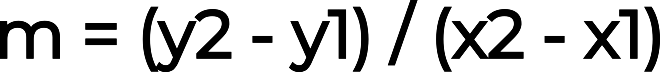 m = (y2 - y1) / (x2 - x1)